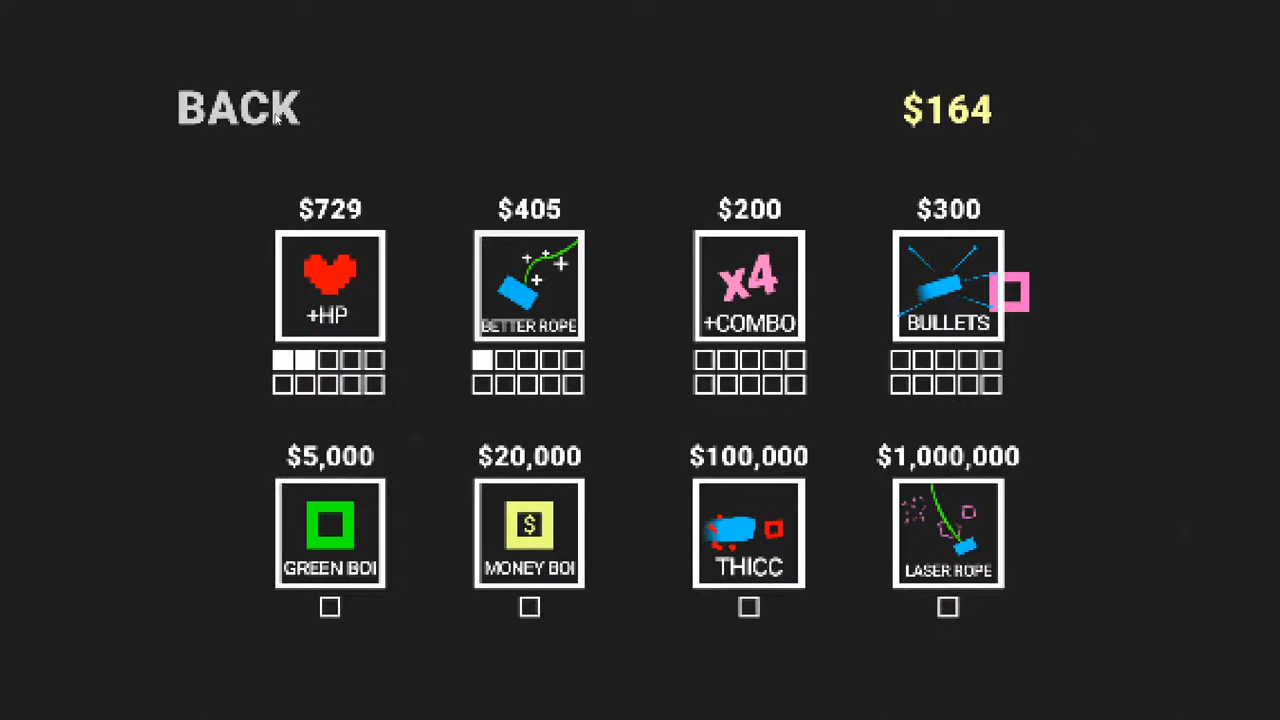 BACK
$164
$729 $405 $200 $300
x4
+HP BETTER ROPE +COMBO BULLETS
$5,000 $20,000 $100,000 $1,000,000
$
GREEN BOI MONEY BOI THICC LASER ROPE